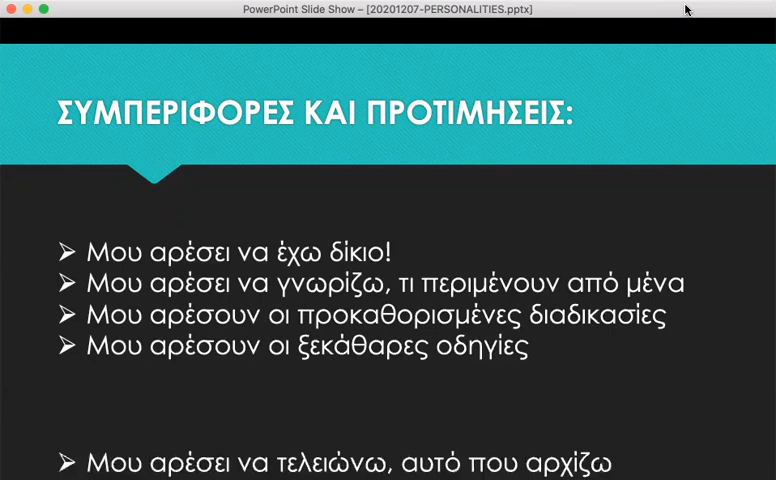 PowerPoint Slide Show – [20201207-PERSONALITIES.pptx]
ΣΥΜΠΕΡΙΦΟΡΕΣ ΚΑΙ ΠΡΟΤΙΜΗΣΕΙΣ:
➢ Μου αρέσει να έχω δίκιο!
➢ Μου αρέσει να γνωρίζω, τι περιμένουν από μένα
➢ Μου αρέσουν οι προκαθορισμένες διαδικασίες
➢ Μου αρέσουν οι ξεκάθαρες οδηγίες
➢ Μου αρέσει να τελειώνω, αυτό που αρχίζω